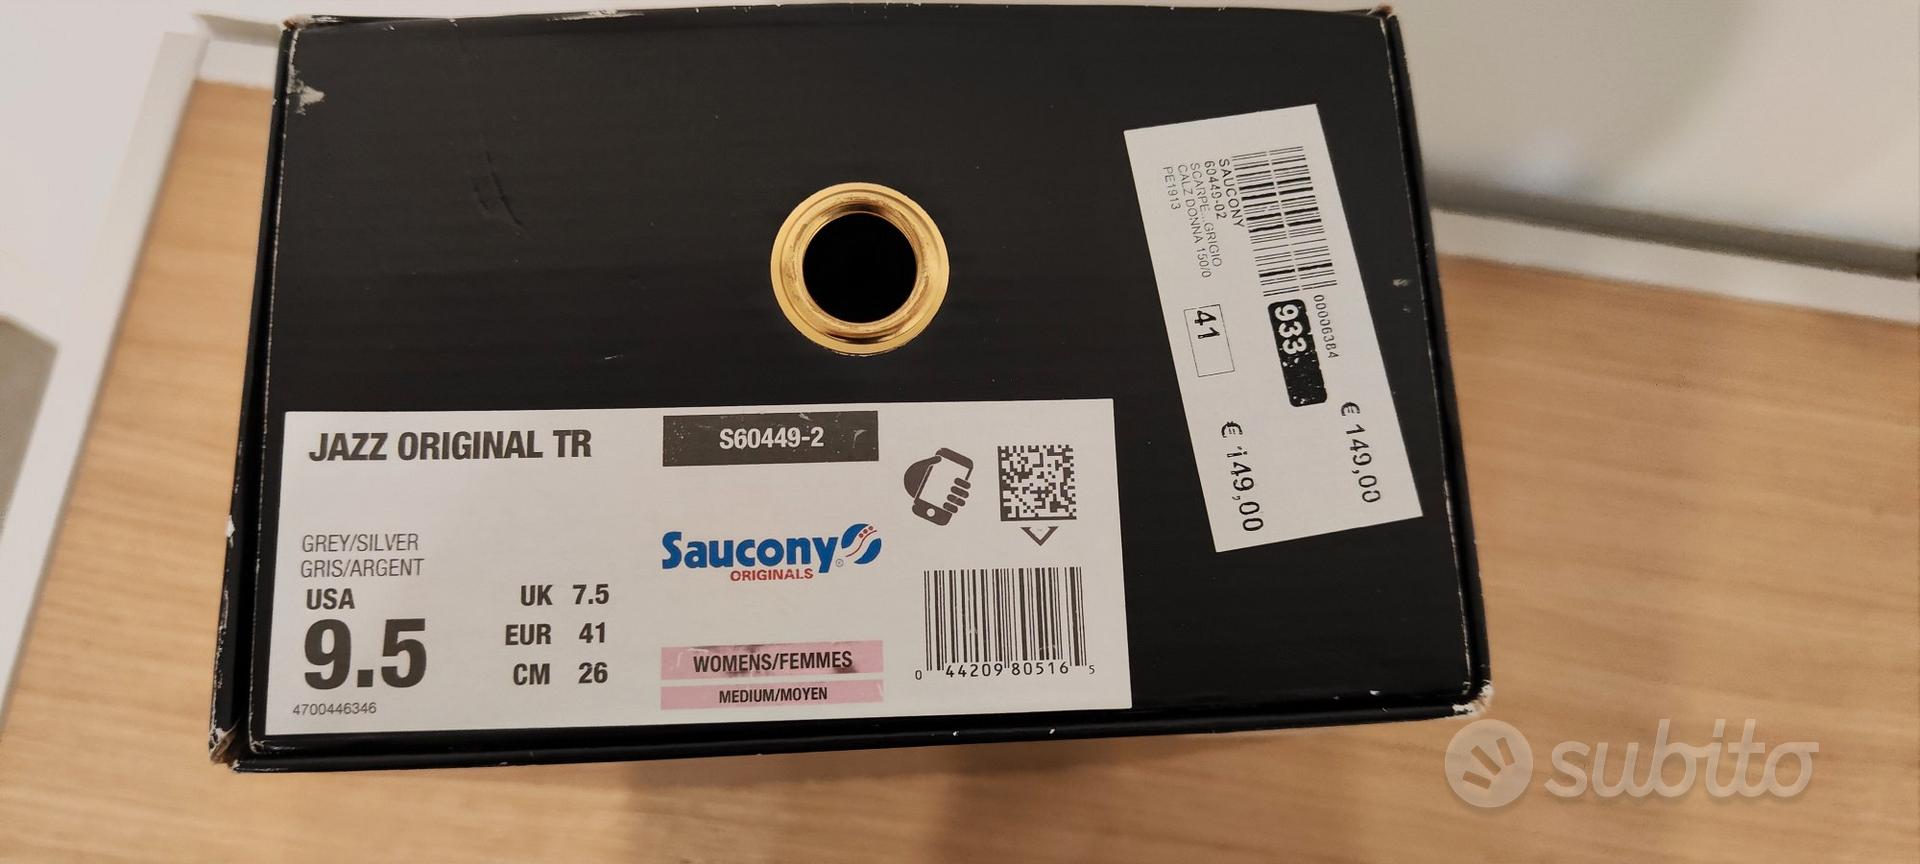 JAZZ ORIGINAL TR
S60449-2
GREY/SILVER
GRIS/ARGENT
USA
9.5
UK 7.5
EUR 41
CM 26
4700446346
Saucony®
ORIGINALS
WOMENS/FEMMES
MEDIUM/MOYEN
0 44209 80516 5
SAUCONY
60449-02
SCARPE..GRIGIO
CALZ DONNA 150/0
PE1913
41
00006384
933
€ 149,00
€ 149,00
subito